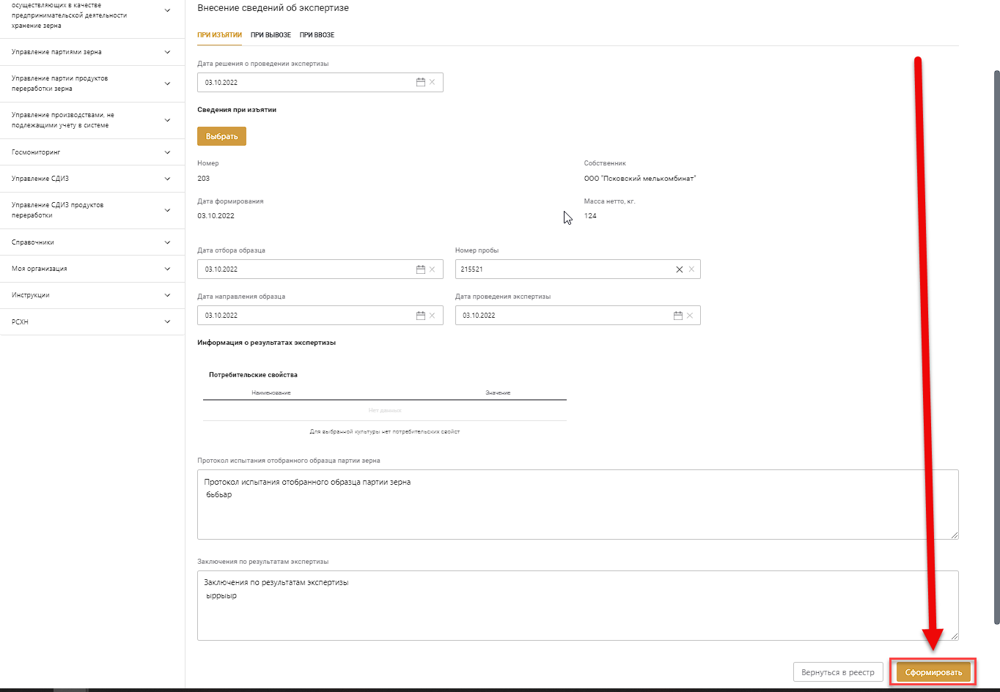 осуществляющих в качестве
предпринимательской деятельности
хранение зерна
Управление партиями зерна
Управление партии продуктов
переработки зерна
Управление производствами, не
подлежащими учету в системе
Госмониторинг
Управление СДИЗ
Управление СДИЗ продуктов
переработки
Справочники
Моя организация
Инструкции
РСХН
Внесение сведений об экспертизе
ПРИ ИЗЪЯТИИ ПРИ ВЫВОЗЕ ПРИ ВВОЗЕ
Дата решения о проведении экспертизы
03.10.2022
Сведения при изъятии
Выбрать
Номер Собственник
203 ООО "Псковский мелькомбинат"
Дата формирования Масса нетто, кг.
03.10.2022 124
Дата отбора образца Номер пробы
03.10.2022 215521
Дата направления образца Дата проведения экспертизы
03.10.2022 03.10.2022
Информация о результатах экспертизы
Потребительские свойства
Наименование Значение
Нет данных
Для выбранной культуры нет потребительских свойст
Протокол испытания отобранного образца партии зерна
Протокол испытания отобранного образца партии зерна
бьбьар
Заключения по результатам экспертизы
Заключения по результатам экспертизы
ыррыыр
Вернуться в реестр Сформировать